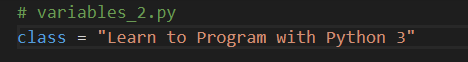 # variables_2.py
class = "Learn to Program with Python 3"